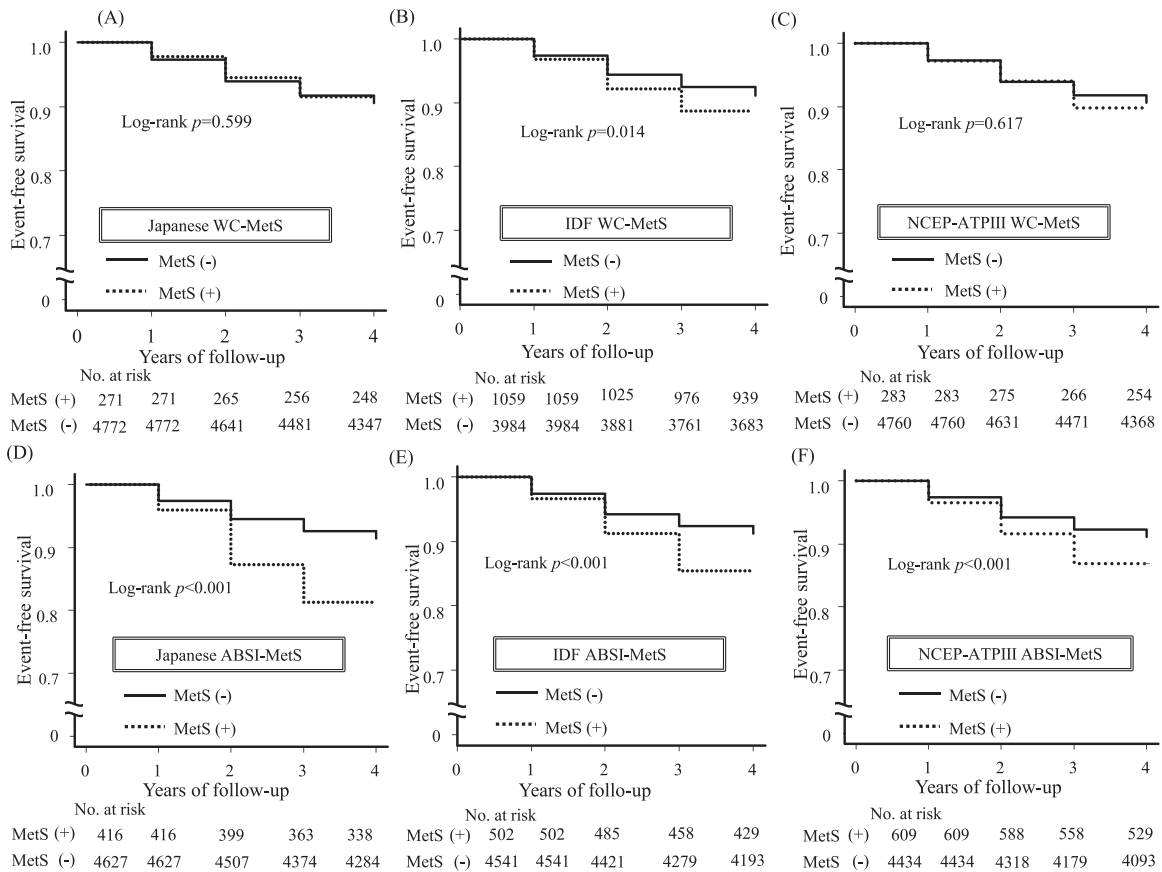 (A)
1.0
0.9
0.8
0.7
0
Event-free survival
Log-rank p=0.599
Japanese WC-MetS
MetS (-)
MetS (+)
0 1 2 3 4
Years of follow-up
No. at risk
MetS (+) 271 271 265 256 248
MetS (-) 4772 4772 4641 4481 4347
(B)
1.0
0.9
0.8
0.7
0
Event-free survival
Log-rank p=0.014
IDF WC-MetS
MetS (-)
MetS (+)
0 1 2 3 4
Years of follo-up
No. at risk
MetS (+) 1059 1059 1025 976 939
MetS (-) 3984 3984 3881 3761 3683
(C)
1.0
0.9
0.8
0.7
0
Event-free survival
Log-rank p=0.617
NCEP-ATPIII WC-MetS
MetS (-)
MetS (+)
0 1 2 3 4
Years of follow-up
No. at risk
MetS (+) 283 283 275 266 254
MetS (-) 4760 4760 4631 4471 4368
(D)
1.0
0.9
0.8
0.7
0
Event-free survival
Log-rank p<0.001
Japanese ABSI-MetS
MetS (-)
MetS (+)
0 1 2 3 4
Years of follow-up
No. at risk
MetS (+) 416 416 399 363 338
MetS (-) 4627 4627 4507 4374 4284
(E)
1.0
0.9
0.8
0.7
0
Event-free survival
Log-rank p<0.001
IDF ABSI-MetS
MetS (-)
MetS (+)
0 1 2 3 4
Years of follow-up
No. at risk
MetS (+) 502 502 485 458 429
MetS (-) 4541 4541 4421 4279 4193
(F)
1.0
0.9
0.8
0.7
0
Event-free survival
Log-rank p<0.001
NCEP-ATPIII ABSI-MetS
MetS (-)
MetS (+)
0 1 2 3 4
Years of follow-up
No. at risk
MetS (+) 609 609 588 558 529
MetS (-) 4434 4434 4318 4179 4093